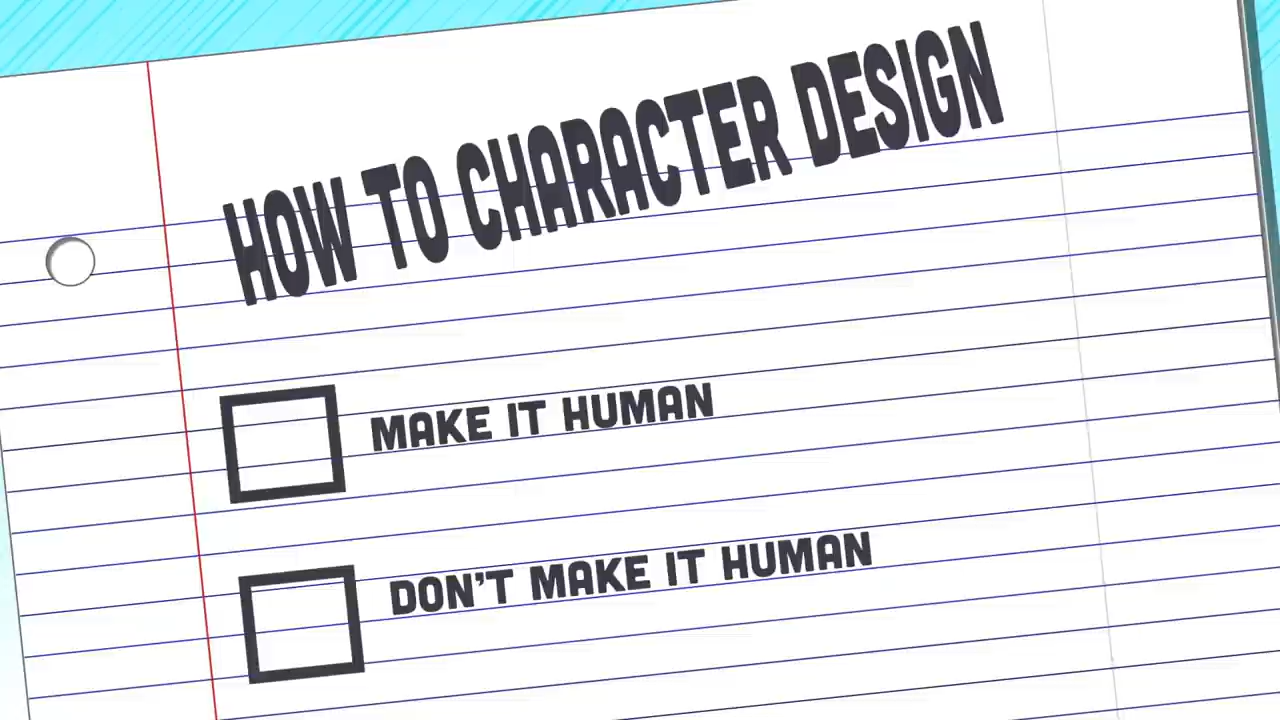 HOW TO CHARACTER DESIGN
MAKE IT HUMAN
DON'T MAKE IT HUMAN